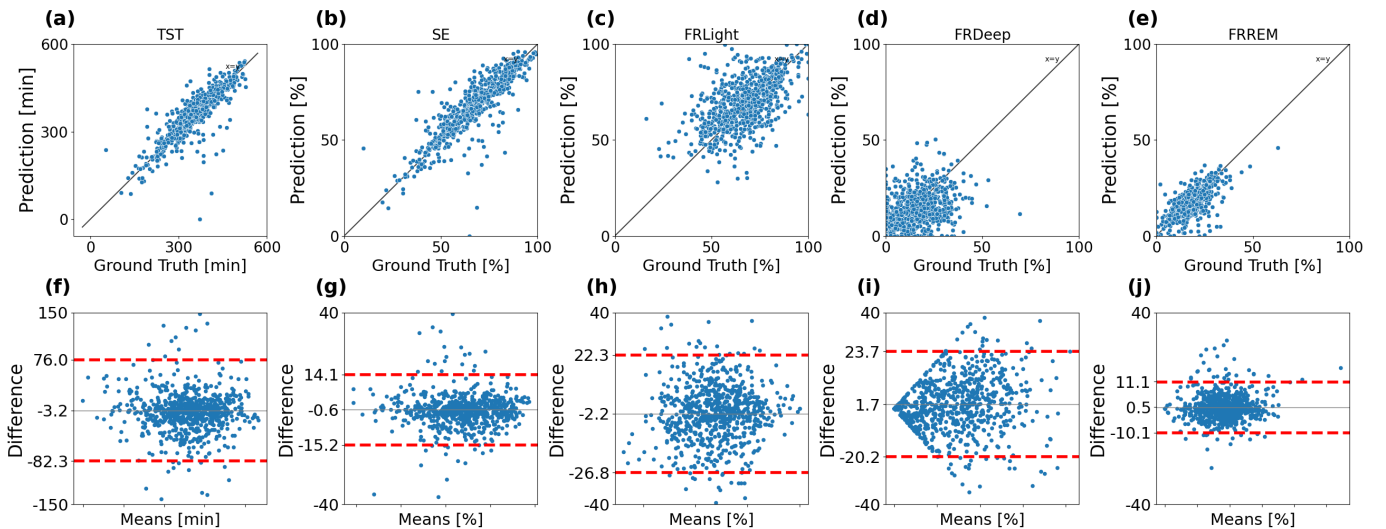 (a)
TST
600
300
0
0
300
600
Prediction [min]
Ground Truth [min]
x=y
(b)
SE
100
50
0
50
100
Prediction [%]
Ground Truth [%]
(c)
FRLight
100
50
0
0
50
100
Prediction [%]
Ground Truth [%]
x=y
(d)
FRDeep
100
50
0
0
50
100
Prediction [%]
Ground Truth [%]
x=y
(e)
FRREM
100
50
0
0
50
100
Prediction [%]
Ground Truth [%]
x=y
(f)
150
76.0
-3.2
-82.3
-150
Difference
Means [min]
(g)
40
14.1
-0.6
-15.2
-40
Difference
Means [%]
(h)
40
22.3
-2.2
-26.8
-40
Difference
Means [%]
(i)
40
23.7
1.7
-20.2
-40
Difference
Means [%]
(j)
40
11.1
0.5
-10.1
-40
Difference
Means [%]